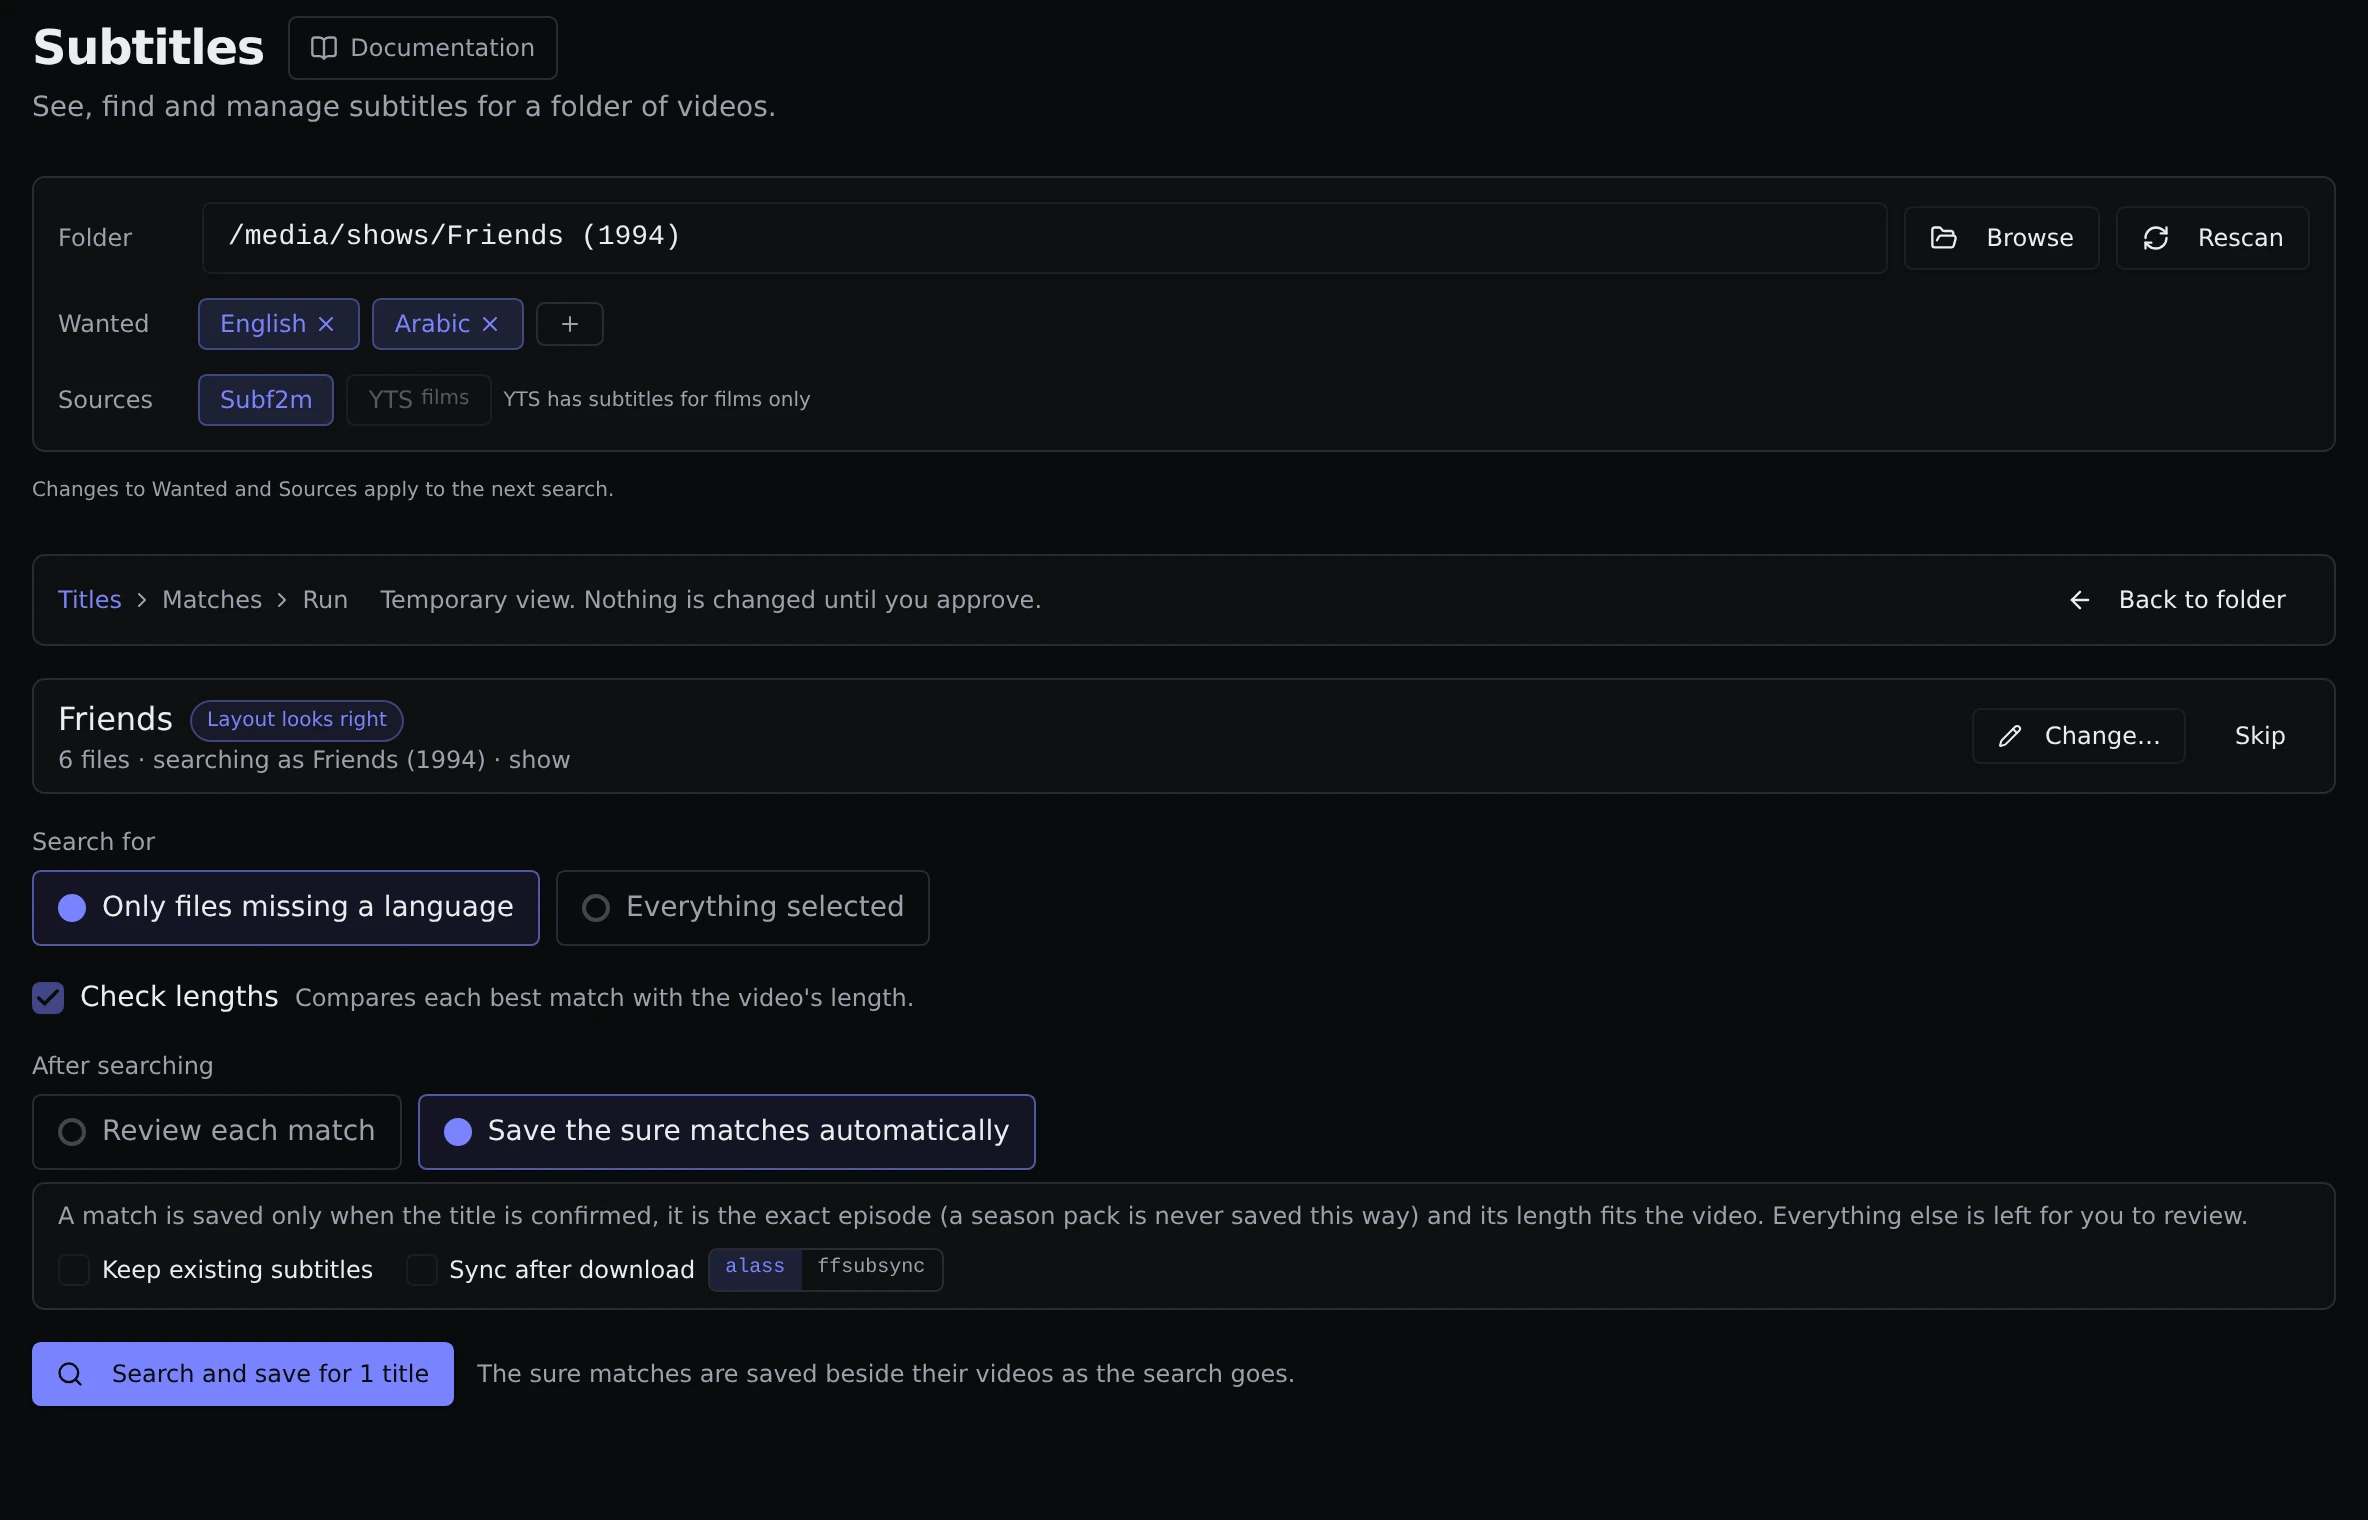 Subtitles
Documentation
See, find and manage subtitles for a folder of videos.
Folder
/media/shows/Friends (1994)
Browse
Rescan
Wanted
English
Arabic
Sources
Subf2m
YTS films
YTS has subtitles for films only
Changes to Wanted and Sources apply to the next search.
Titles > Matches > Run
Temporary view. Nothing is changed until you approve.
Back to folder
Friends
Layout looks right
6 files · searching as Friends (1994) · show
Change...
Skip
Search for
Only files missing a language
Everything selected
Check lengths
Compares each best match with the video's length.
After searching
Review each match
Save the sure matches automatically
A match is saved only when the title is confirmed, it is the exact episode (a season pack is never saved this way) and its length fits the video. Everything else is left for you to review.
Keep existing subtitles
Sync after download
alass
ffsubsync
Search and save for 1 title
The sure matches are saved beside their videos as the search goes.